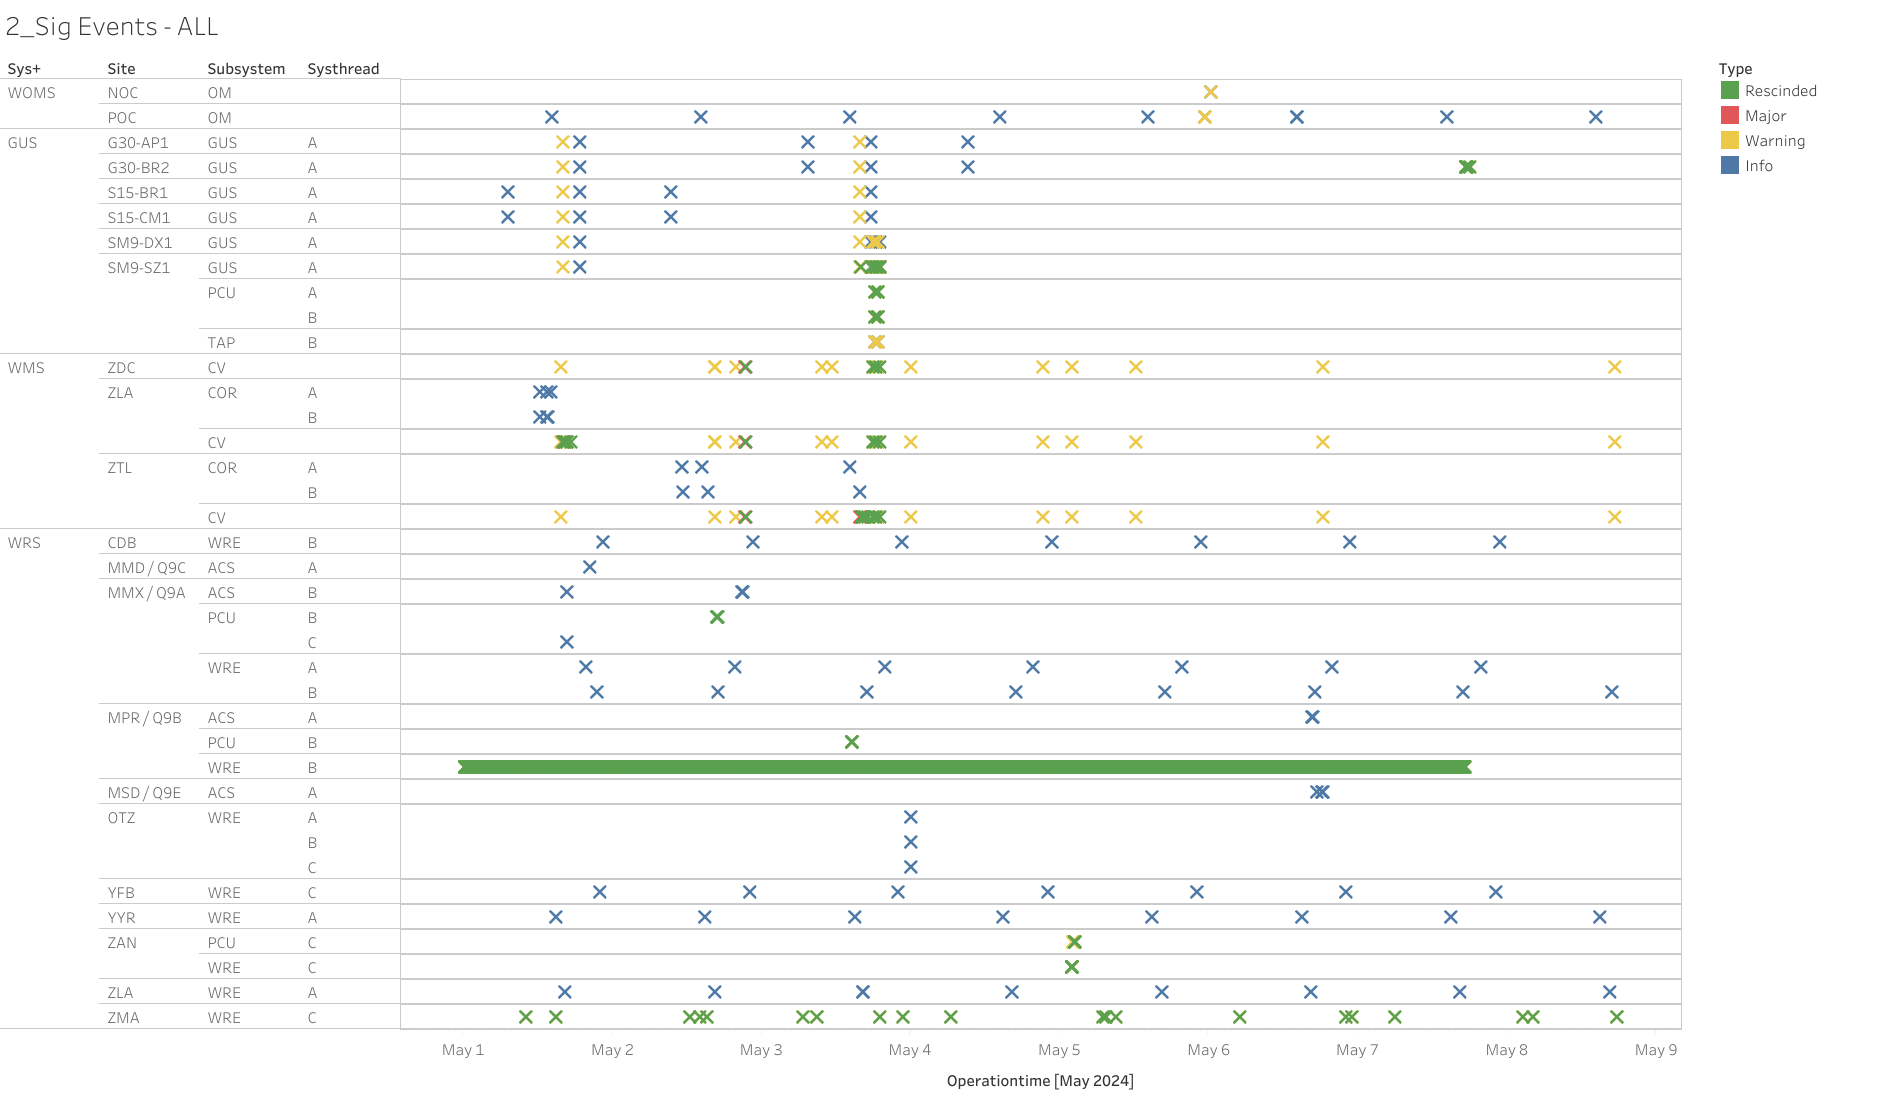 2_Sig Events - ALL
Sys+ Site Subsystem Systhread Type
WOMS NOC OM Rescinded
POC OM Major
GUS G30-AP1 GUS A Warning
G30-BR2 GUS A Info
S15-BR1 GUS A
S15-CM1 GUS A
SM9-DX1 GUS A
SM9-SZ1 GUS A
PCU A
B
TAP B
WMS ZDC CV
ZLA COR A
B
CV
ZTL COR A
B
CV
WRS CDB WRE B
MMD / Q9C ACS A
MMX / Q9A ACS B
PCU B
C
WRE A
B
MPR / Q9B ACS A
PCU B
WRE B
MSD / Q9E ACS A
OTZ WRE A
B
C
YFB WRE C
YYR WRE A
ZAN PCU C
WRE C
ZLA WRE A
ZMA WRE C
May 1 May 2 May 3 May 4 May 5 May 6 May 7 May 8 May 9
Operationtime [May 2024]